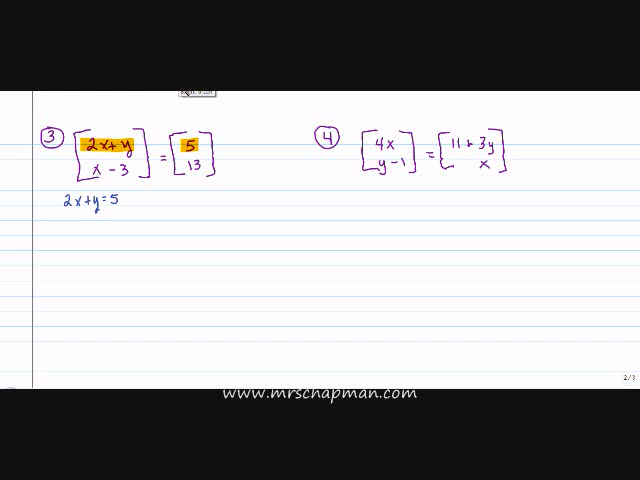 3 [2x+y] = [5]
[x-3] [13]
2x+y=5
4 [4x] = [11+3y]
[y-1] [x]
2/3
www.mrschapman.com